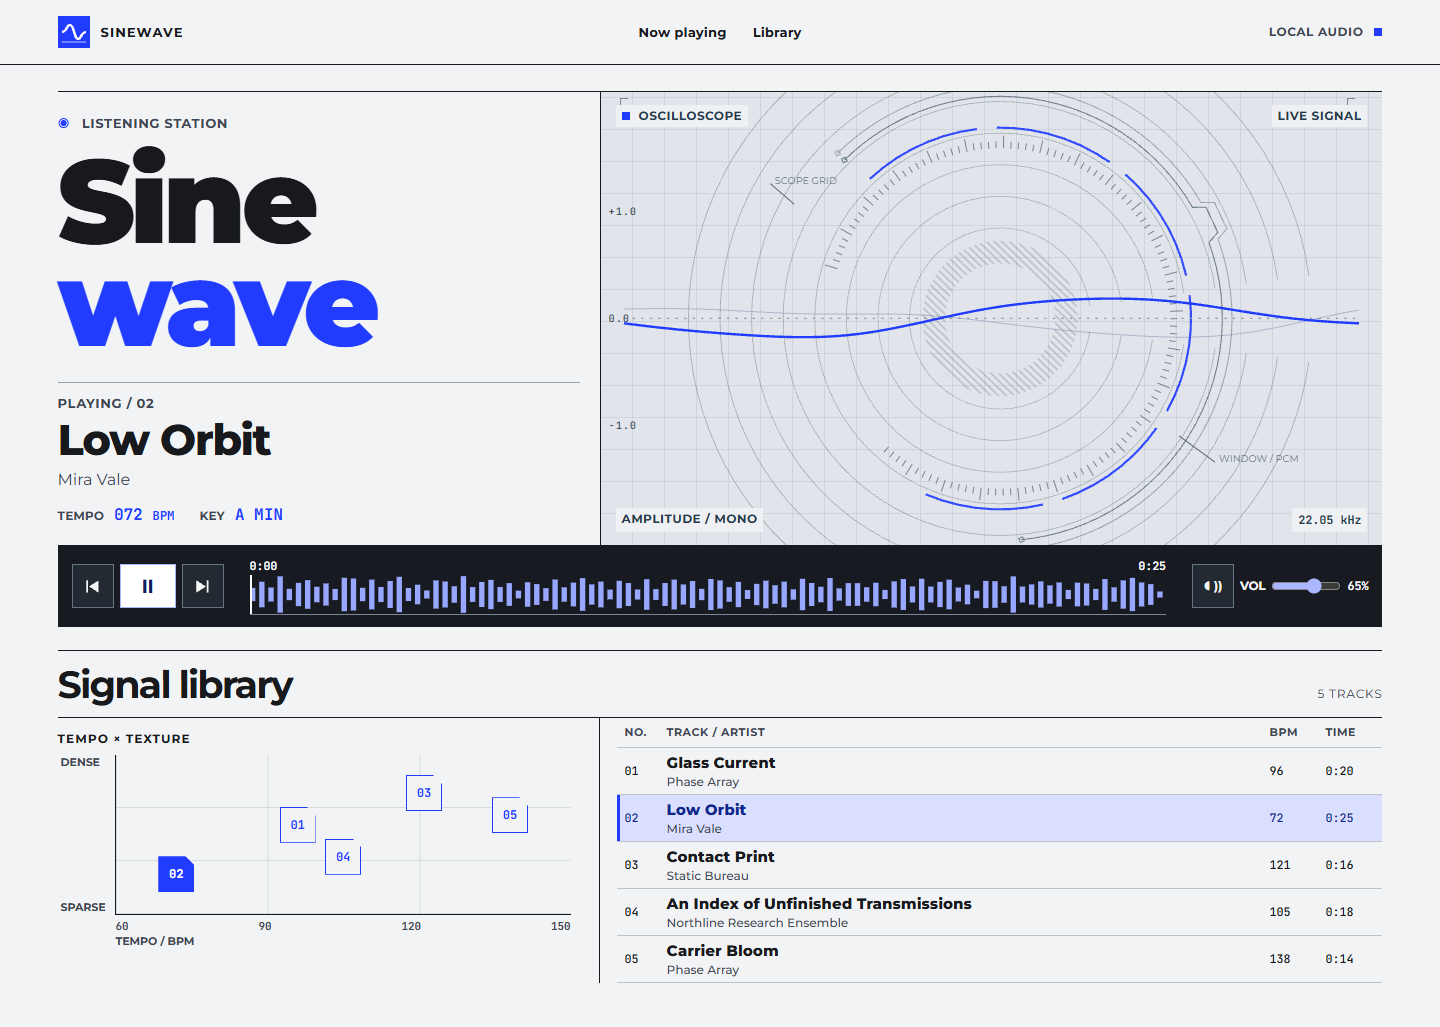 SINEWAVE
Now playing
Library
LOCAL AUDIO
LISTENING STATION
Sine
wave
PLAYING / 02
Low Orbit
Mira Vale
TEMPO 072 BPM KEY A MIN
OSCILLOSCOPE
LIVE SIGNAL
SCOPE GRID
+1.0
0.0
-1.0
WINDOW / PCM
AMPLITUDE / MONO
22.05 kHz
0:00
0:25
VOL
65%
Signal library
5 TRACKS
TEMPO × TEXTURE
DENSE
03
05
01
04
02
SPARSE
60 90 120 150
TEMPO / BPM
NO. TRACK / ARTIST BPM TIME
01 Glass Current 96 0:20
Phase Array
02 Low Orbit 72 0:25
Mira Vale
03 Contact Print 121 0:16
Static Bureau
04 An Index of Unfinished Transmissions 105 0:18
Northline Research Ensemble
05 Carrier Bloom 138 0:14
Phase Array